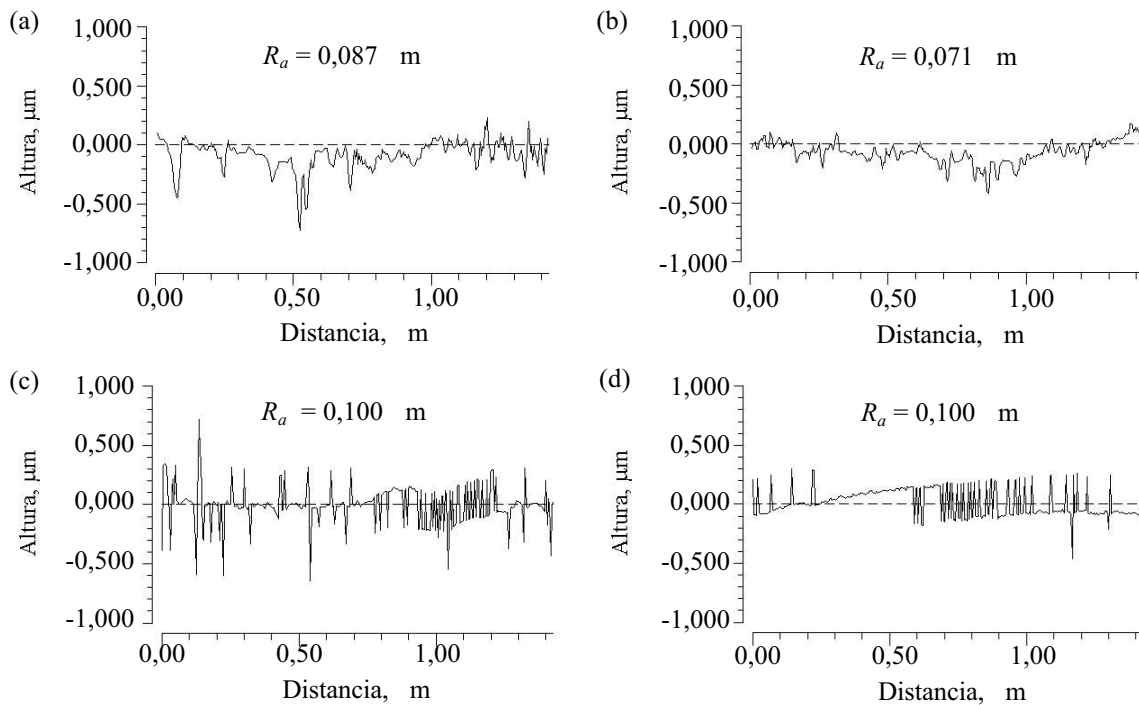 (a)
Altura, µm
1,000
0,500
0,000
-0,500
-1,000
R_a = 0,087 m
0,00 0,50 1,00
Distancia, m
(b)
Altura, µm
1,000
0,500
0,000
-0,500
-1,000
R_a = 0,071 m
0,00 0,50 1,00
Distancia, m
(c)
Altura, µm
1,000
0,500
0,000
-0,500
-1,000
R_a = 0,100 m
0,00 0,50 1,00
Distancia, m
(d)
Altura, µm
1,000
0,500
0,000
-0,500
-1,000
R_a = 0,100 m
0,00 0,50 1,00
Distancia, m